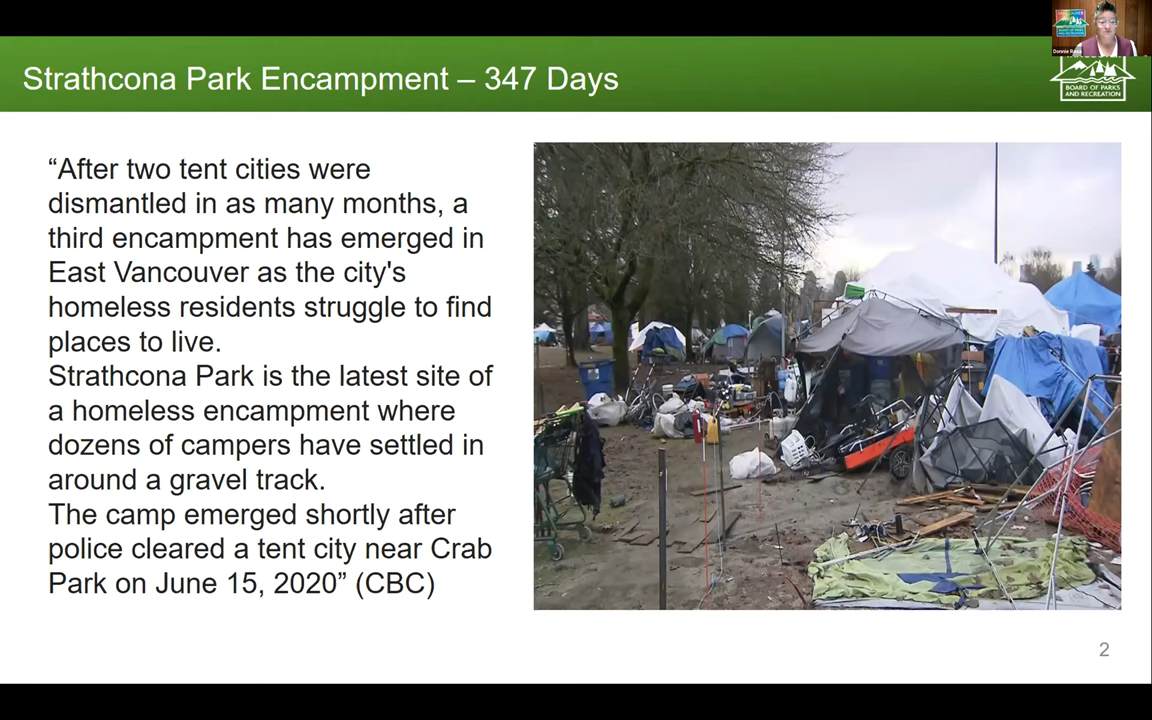 Donnie Rosa
Strathcona Park Encampment – 347 Days
BOARD OF PARKS
AND RECREATION
“After two tent cities were
dismantled in as many months, a
third encampment has emerged in
East Vancouver as the city's
homeless residents struggle to find
places to live.
Strathcona Park is the latest site of
a homeless encampment where
dozens of campers have settled in
around a gravel track.
The camp emerged shortly after
police cleared a tent city near Crab
Park on June 15, 2020” (CBC)
2